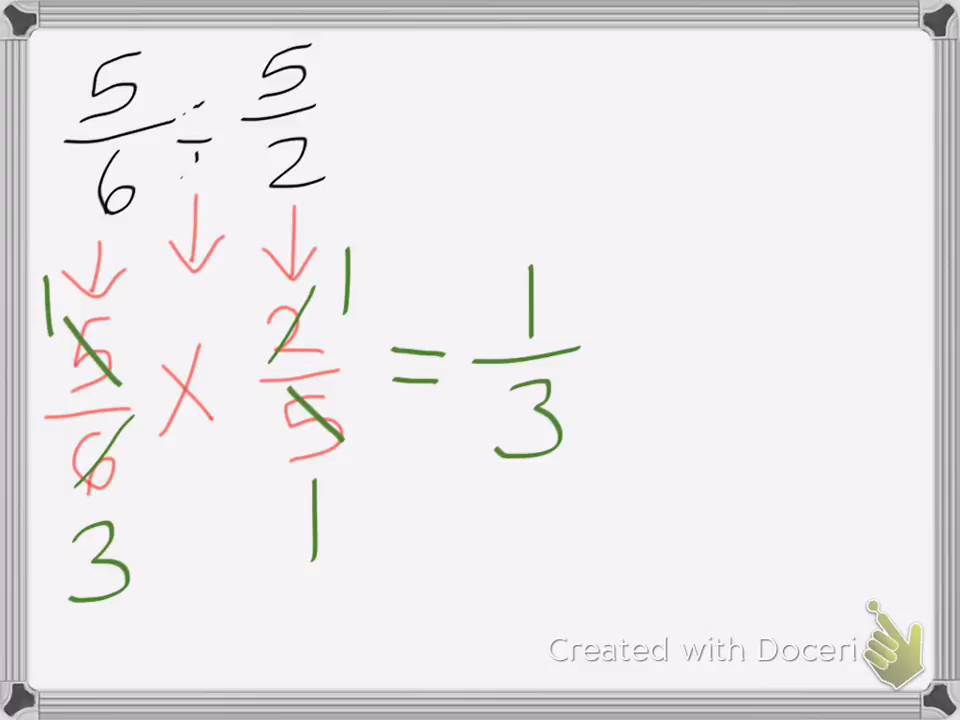 5/6 ÷ 5/2
1 1
5/6 × 2/5 = 1/3
3 1
Created with Doceri